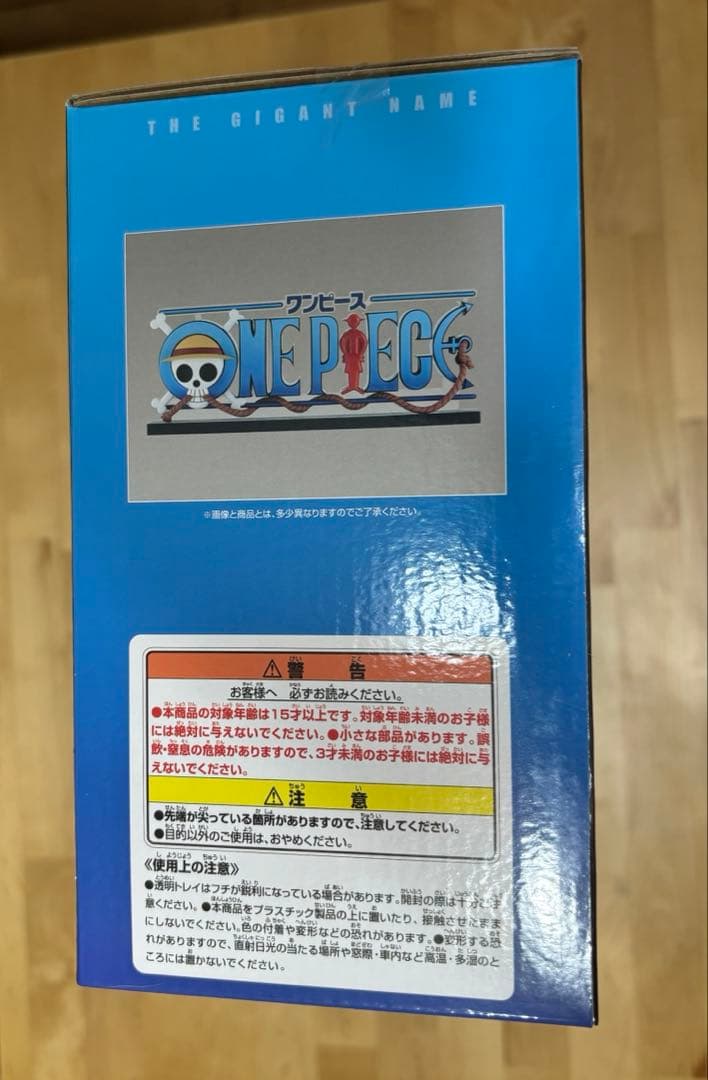 THE GIGANT NAME
ワンピース
ONE PIECE
※画像と商品とは、多少異なりますのでご了承ください。
⚠警告
お客様へ 必ずお読みください。
●本商品の対象年齢は15才以上です。対象年齢未満のお子様
には絶対に与えないでください。●小さな部品があります。誤
飲・窒息の危険がありますので、3才未満のお子様には絶対に与
えないでください。
⚠注意
●先端が尖っている箇所がありますので、注意してください。
●目的以外のご使用は、おやめください。
《使用上の注意》
●透明トレイはフチが鋭利になっている場合があります。開封の際は十分ご注
意ください。●本商品をプラスチック製品の上に置いたり、接触させたまま
にしないでください。色の付着や変形などの恐れがあります。●変形する恐
れがありますので、直射日光の当たる場所や窓際・車内など高温・多湿のと
ころには置かないでください。